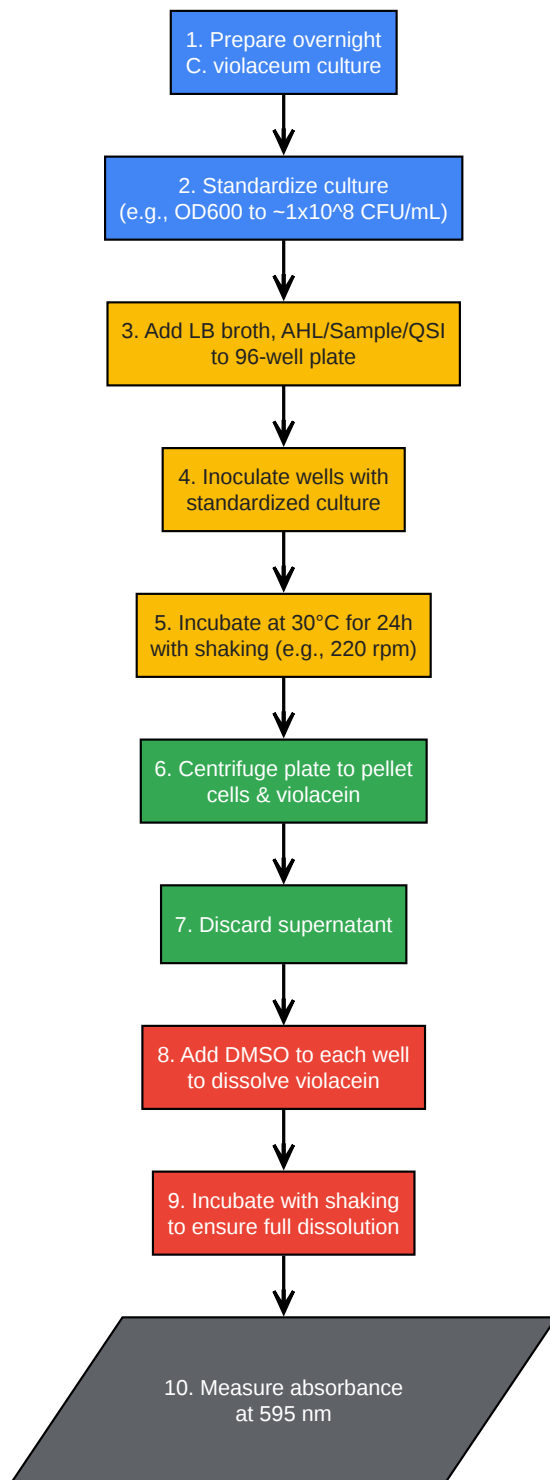 1. Prepare overnight
C. violaceum culture
2. Standardize culture
(e.g., OD600 to ~1x10^8 CFU/mL)
3. Add LB broth, AHL/Sample/QSI
to 96-well plate
4. Inoculate wells with
standardized culture
5. Incubate at 30°C for 24h
with shaking (e.g., 220 rpm)
6. Centrifuge plate to pellet
cells & violacein
7. Discard supernatant
8. Add DMSO to each well
to dissolve violacein
9. Incubate with shaking
to ensure full dissolution
10. Measure absorbance
at 595 nm